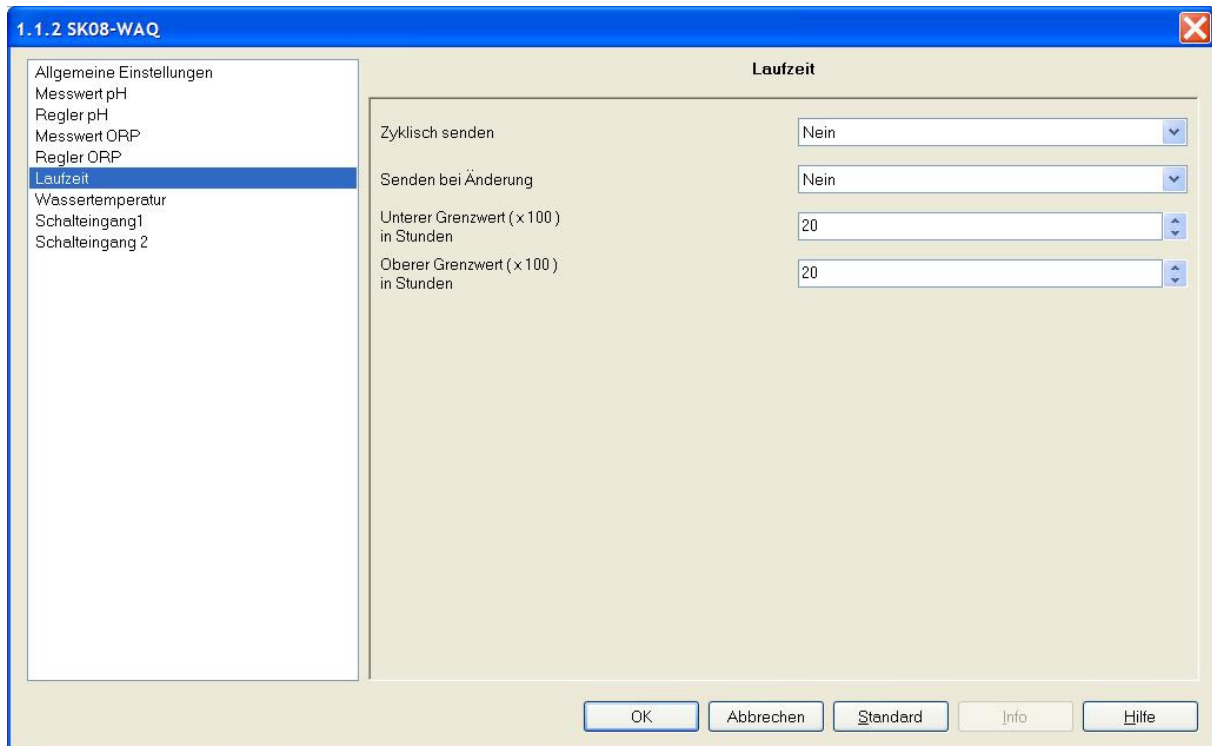 1.1.2 SK08-WAQ
Allgemeine Einstellungen
Messwert pH
Regler pH
Messwert ORP
Regler ORP
Laufzeit
Wassertemperatur
Schalteingang1
Schalteingang 2
Laufzeit
Zyklisch senden
Nein
Senden bei Änderung
Nein
Unterer Grenzwert ( x 100 )
in Stunden
20
Oberer Grenzwert ( x 100 )
in Stunden
20
OK
Abbrechen
Standard
Info
Hilfe